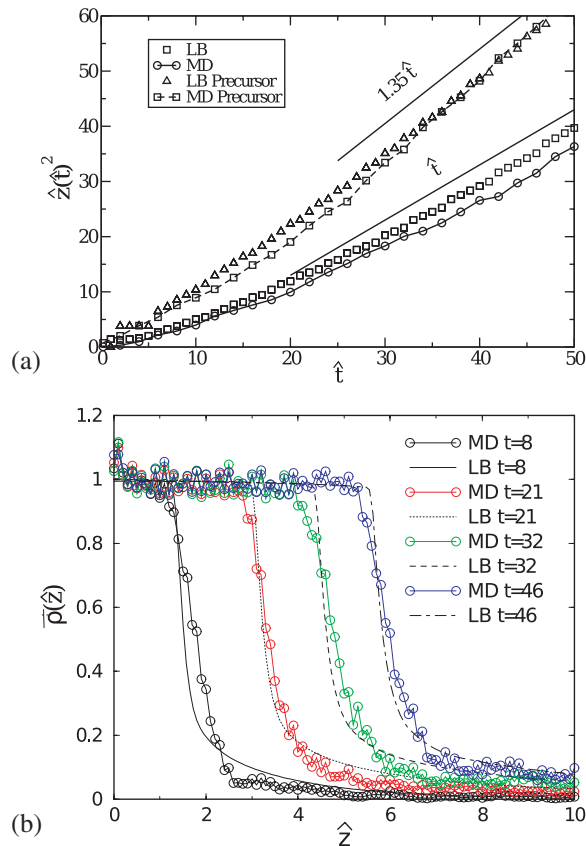 60
50
40
30
20
10
0
ẑ(t̂)²
LB
MD
LB Precursor
MD Precursor
1.35 t̂
t̂
0 10 20 30 40 50
t̂
(a)
1.2
1
0.8
0.6
0.4
0.2
0
ρ̅(ẑ)
MD t=8
LB t=8
MD t=21
LB t=21
MD t=32
LB t=32
MD t=46
LB t=46
0 2 4 6 8 10
ẑ
(b)